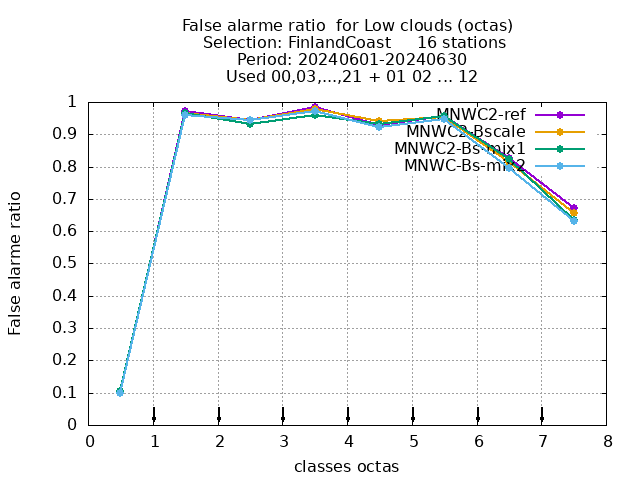 False alarme ratio  for Low clouds (octas)
Selection: FinlandCoast     16 stations
Period: 20240601-20240630
Used 00,03,...,21 + 01 02 ... 12
MNWC2-ref
MNWC2-Bscale
MNWC2-Bs-mix1
MNWC-Bs-mix2
1
0.9
0.8
0.7
0.6
0.5
0.4
0.3
0.2
0.1
0
False alarme ratio
0 1 2 3 4 5 6 7 8
classes octas